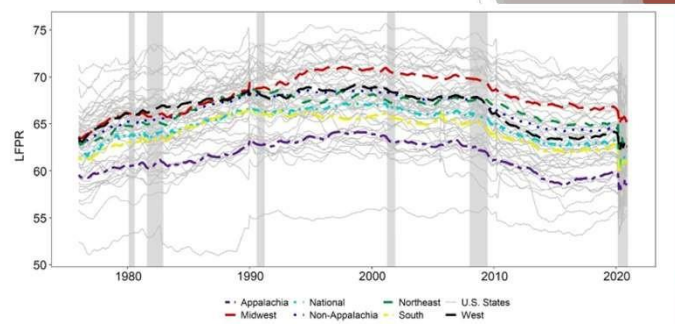 75
70
65
60
55
50
LFPR
1980 1990 2000 2010 2020
Appalachia National Northeast U.S. States
Midwest Non-Appalachia South West